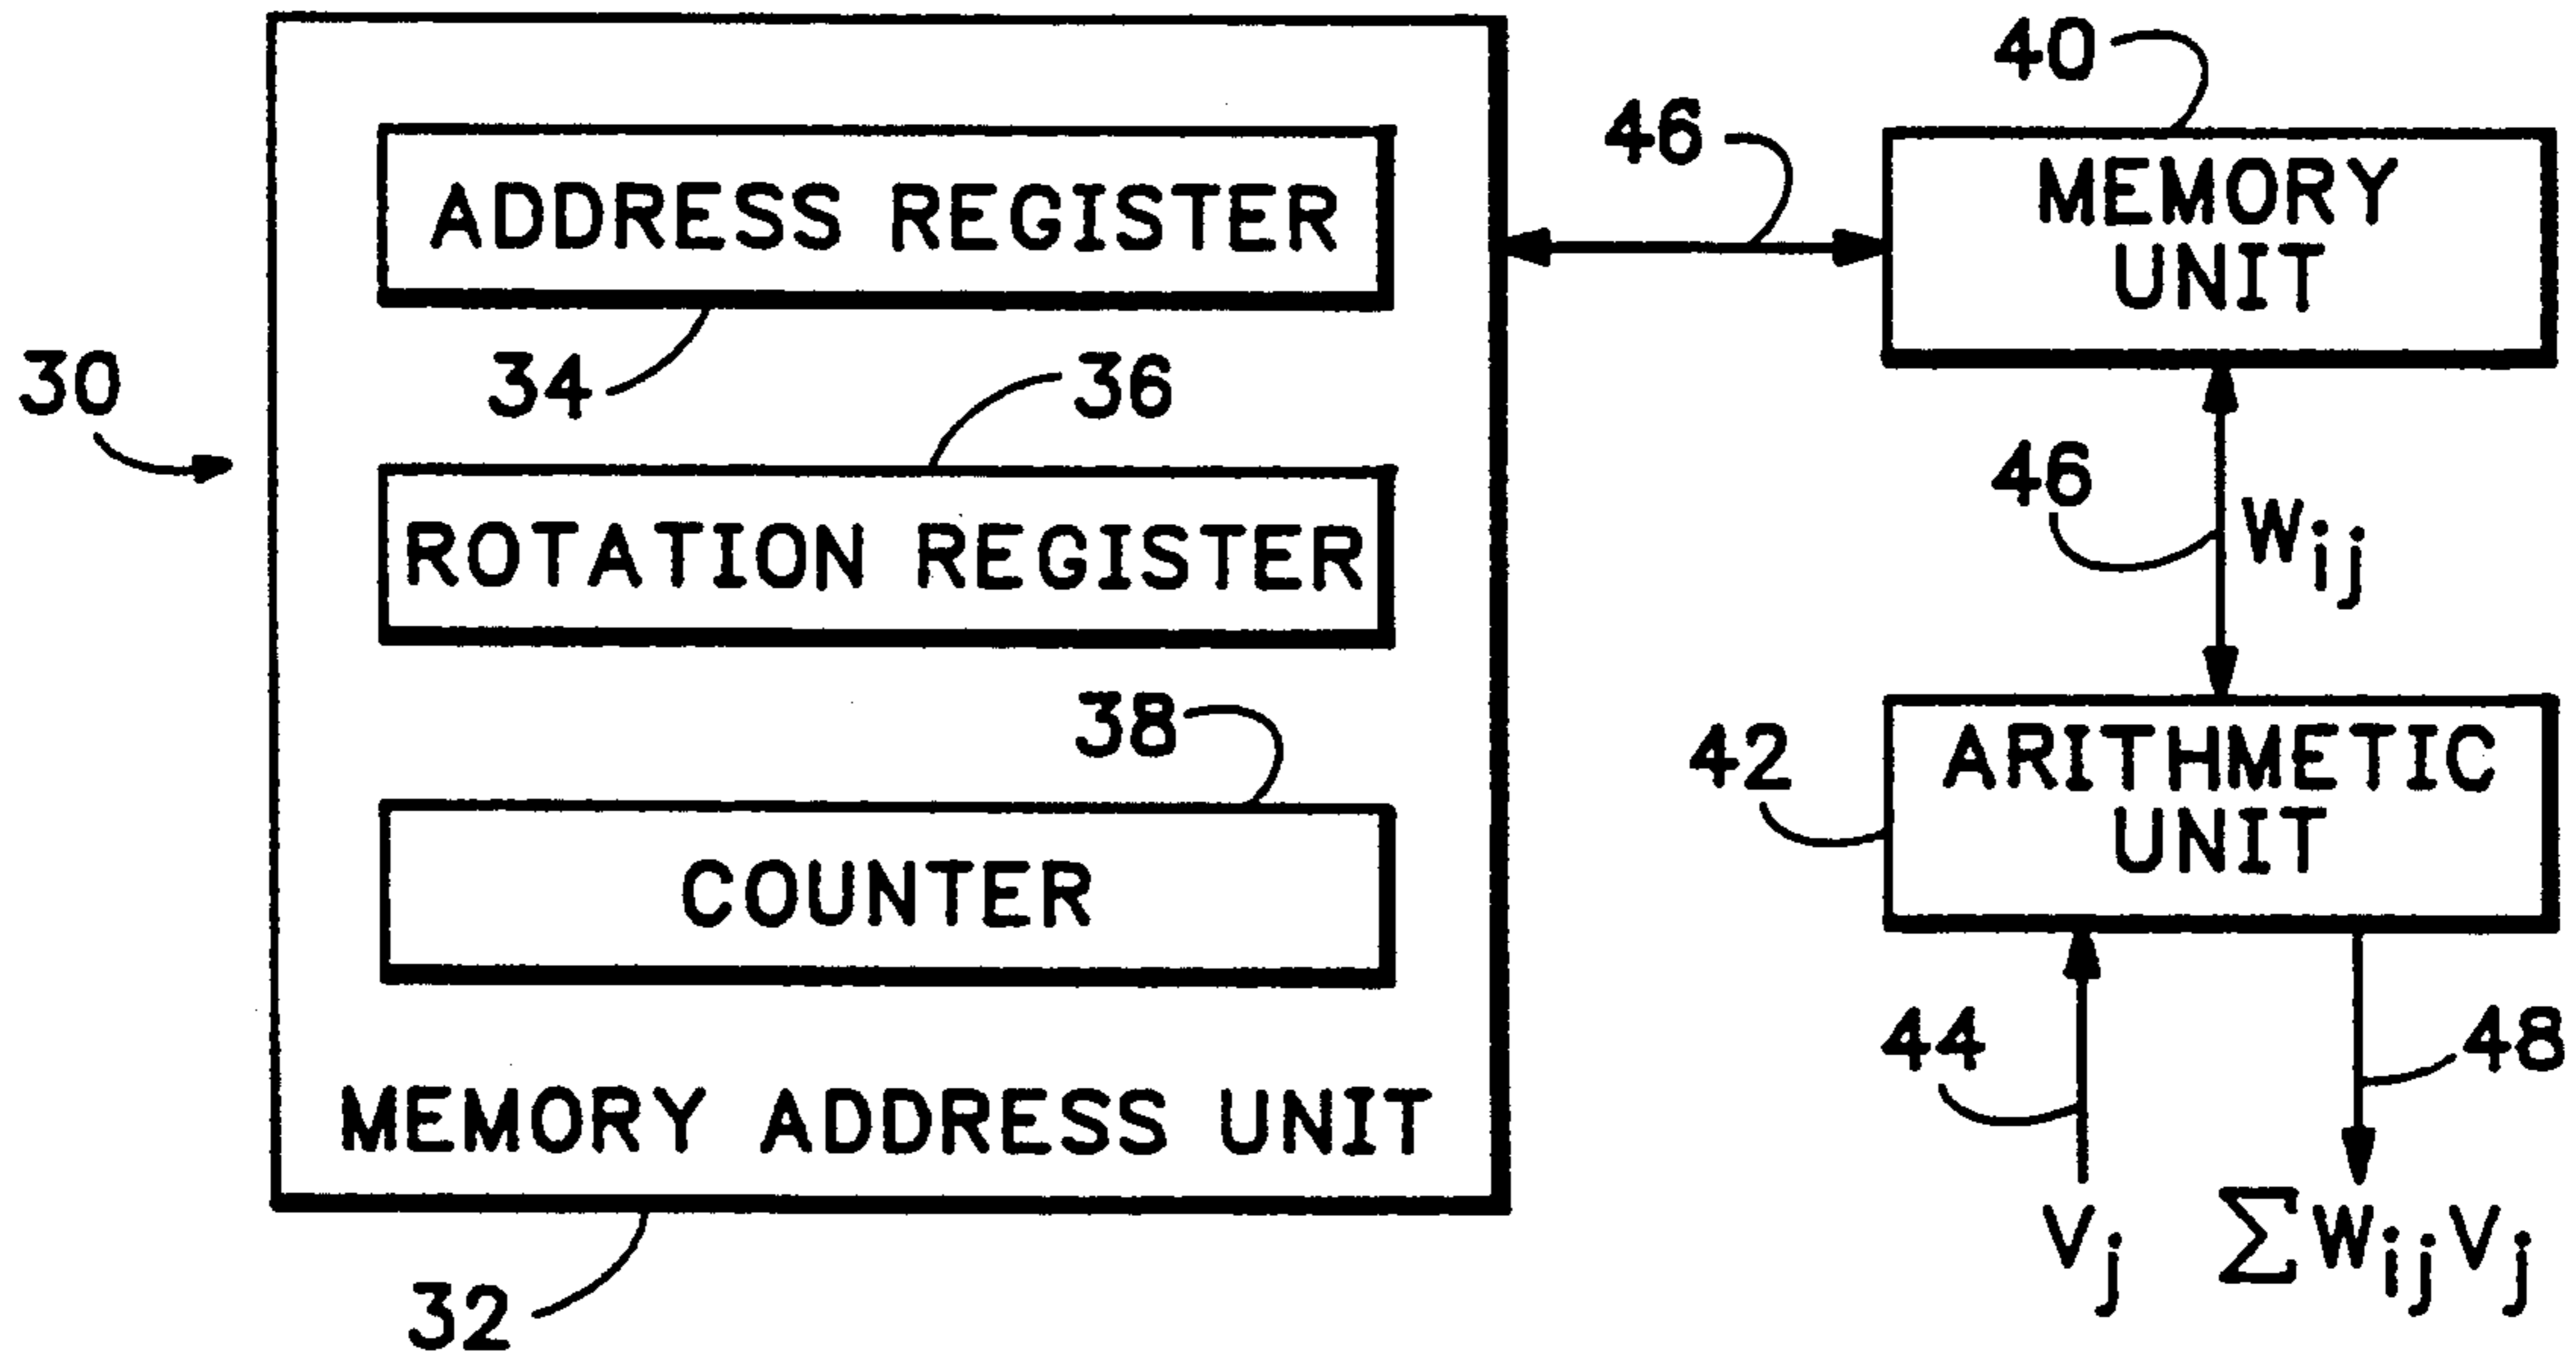 40
46
MEMORY
UNIT
ADDRESS REGISTER
34
36
30
46
Wij
ROTATION REGISTER
38
42
ARITHMETIC
UNIT
COUNTER
44
48
MEMORY ADDRESS UNIT
Vj
ΣWijVj
32